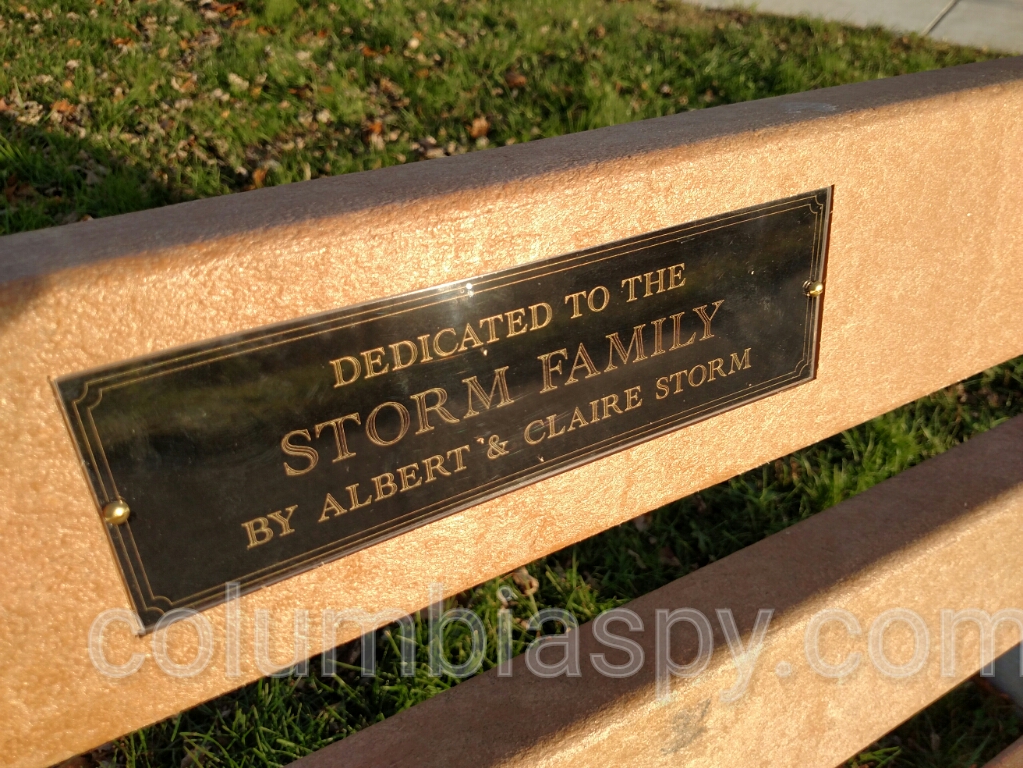 DEDICATED TO THE
STORM FAMILY
BY ALBERT & CLAIRE STORM
columbiaspy.com